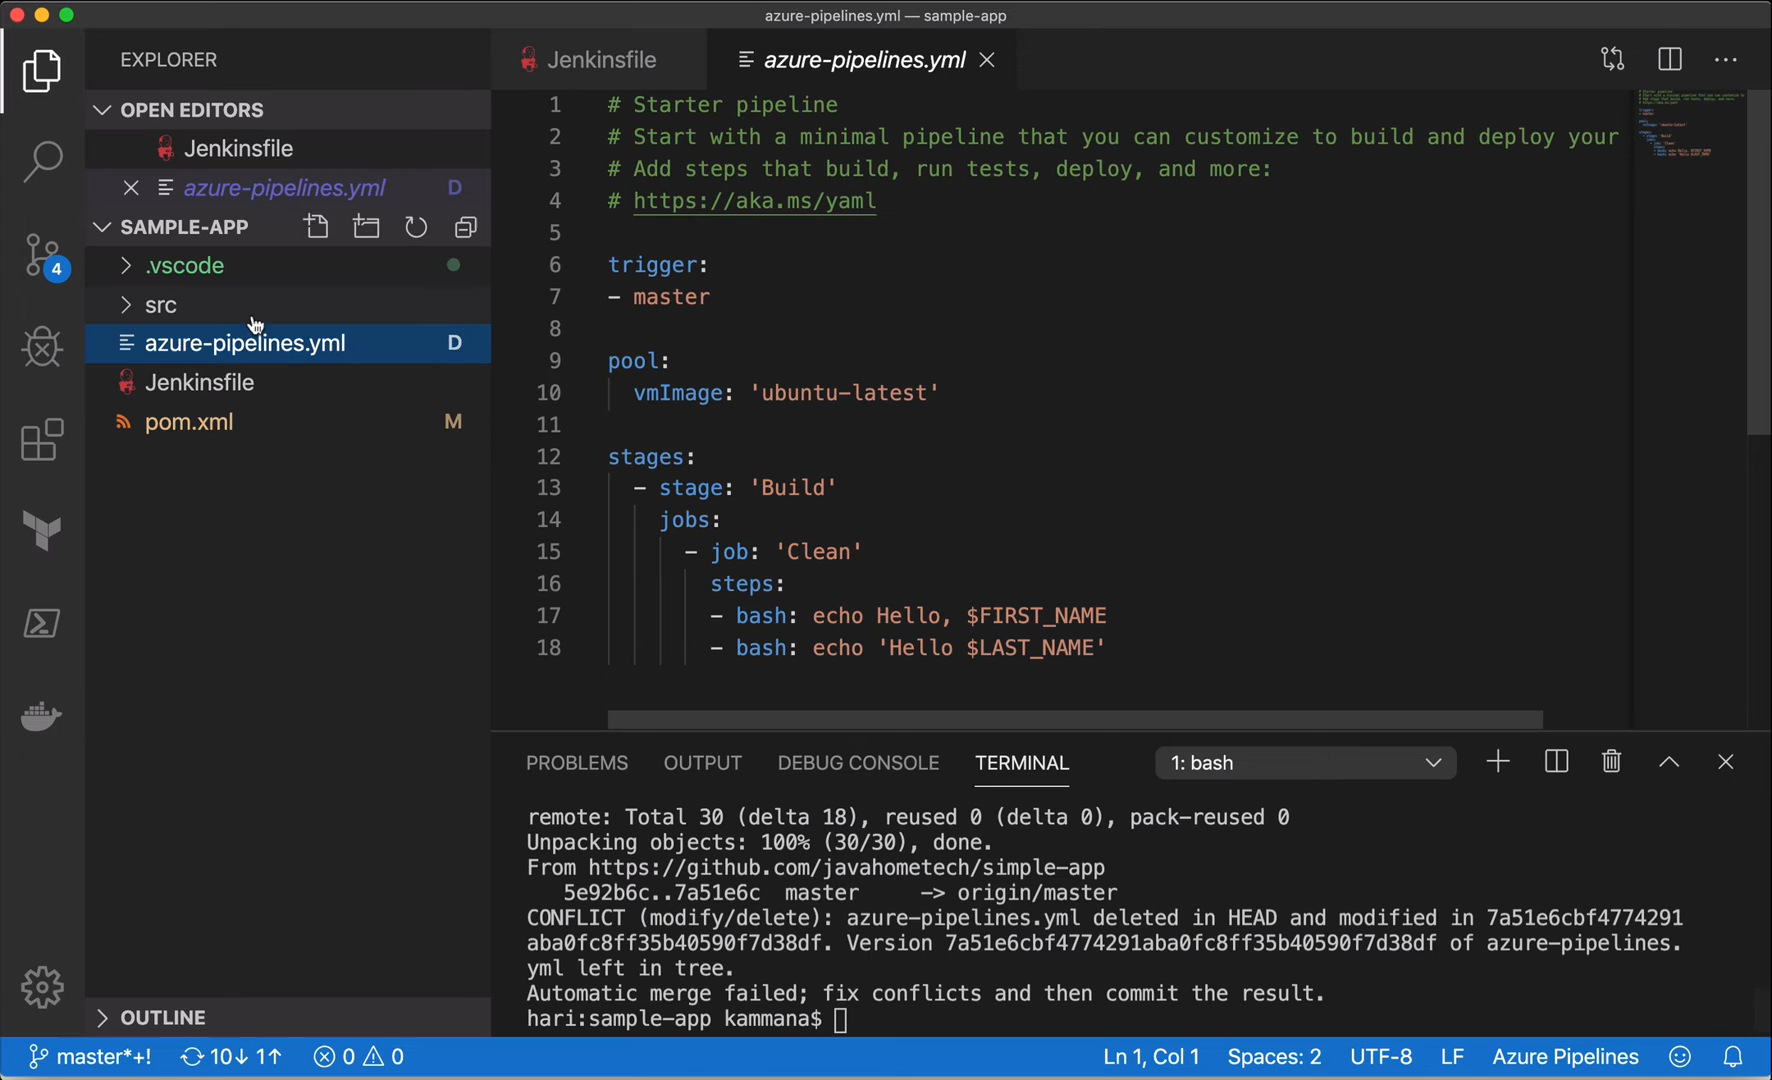 azure-pipelines.yml — sample-app
EXPLORER
OPEN EDITORS
Jenkinsfile
azure-pipelines.yml D
SAMPLE-APP
.vscode
src
azure-pipelines.yml D
Jenkinsfile
pom.xml M
OUTLINE
4
Jenkinsfile
azure-pipelines.yml
1 # Starter pipeline
2 # Start with a minimal pipeline that you can customize to build and deploy your
3 # Add steps that build, run tests, deploy, and more:
4 # https://aka.ms/yaml
5
6 trigger:
7 - master
8
9 pool:
10 vmImage: 'ubuntu-latest'
11
12 stages:
13 - stage: 'Build'
14 jobs:
15 - job: 'Clean'
16 steps:
17 - bash: echo Hello, $FIRST_NAME
18 - bash: echo 'Hello $LAST_NAME'
PROBLEMS OUTPUT DEBUG CONSOLE TERMINAL 1: bash
remote: Total 30 (delta 18), reused 0 (delta 0), pack-reused 0
Unpacking objects: 100% (30/30), done.
From https://github.com/javahometech/simple-app
5e92b6c..7a51e6c master -> origin/master
CONFLICT (modify/delete): azure-pipelines.yml deleted in HEAD and modified in 7a51e6cbf4774291
aba0fc8ff35b40590f7d38df. Version 7a51e6cbf4774291aba0fc8ff35b40590f7d38df of azure-pipelines.
yml left in tree.
Automatic merge failed; fix conflicts and then commit the result.
hari:sample-app kammana$
master*+! 10↓ 1↑ 0 0 Ln 1, Col 1 Spaces: 2 UTF-8 LF Azure Pipelines